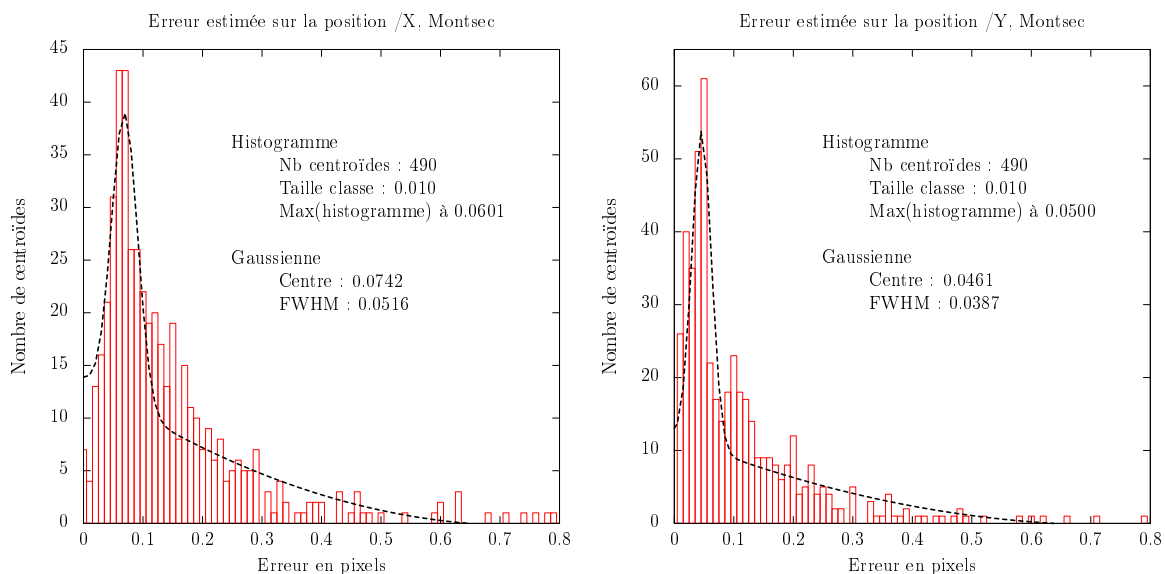 Erreur estimée sur la position /X, Montsec
45
40
35
30
25
20
15
10
5
0
Nombre de centroïdes
Histogramme
Nb centroïdes : 490
Taille classe : 0.010
Max(histogramme) à 0.0601
Gaussienne
Centre : 0.0742
FWHM : 0.0516
0 0.1 0.2 0.3 0.4 0.5 0.6 0.7 0.8
Erreur en pixels
Erreur estimée sur la position /Y, Montsec
60
50
40
30
20
10
0
Nombre de centroïdes
Histogramme
Nb centroïdes : 490
Taille classe : 0.010
Max(histogramme) à 0.0500
Gaussienne
Centre : 0.0461
FWHM : 0.0387
0 0.1 0.2 0.3 0.4 0.5 0.6 0.7 0.8
Erreur en pixels